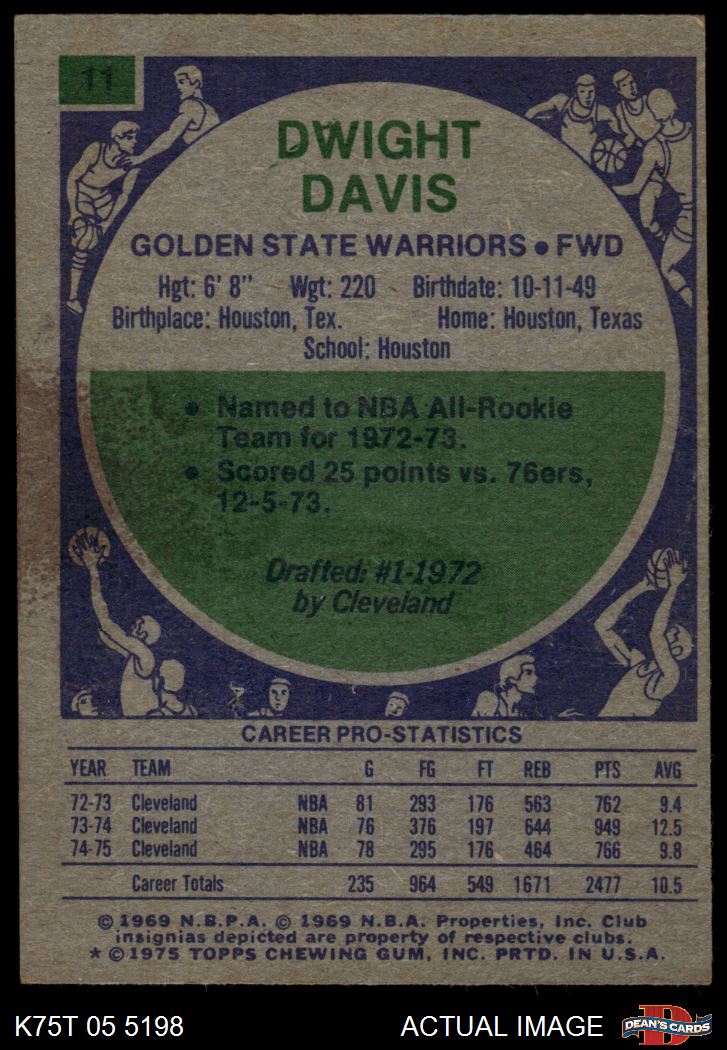 11
DWIGHT
DAVIS
GOLDEN STATE WARRIORS • FWD
Hgt: 6' 8" Wgt: 220 Birthdate: 10-11-49
Birthplace: Houston, Tex. Home: Houston, Texas
School: Houston
• Named to NBA All-Rookie
Team for 1972-73.
• Scored 25 points vs. 76ers,
12-5-73.
Drafted: #1-1972
by Cleveland
CAREER PRO-STATISTICS
YEAR TEAM G FG FT REB PTS AVG
72-73 Cleveland NBA 81 293 176 563 762 9.4
73-74 Cleveland NBA 76 376 197 644 949 12.5
74-75 Cleveland NBA 78 295 176 464 766 9.8
Career Totals 235 964 549 1671 2477 10.5
© 1969 N.B.P.A. © 1969 N.B.A. Properties, Inc. Club
insignias depicted are property of respective clubs.
* © 1975 TOPPS CHEWING GUM, INC. PRTD. IN U.S.A.
K75T 05 5198 ACTUAL IMAGE D DEAN'S CARDS